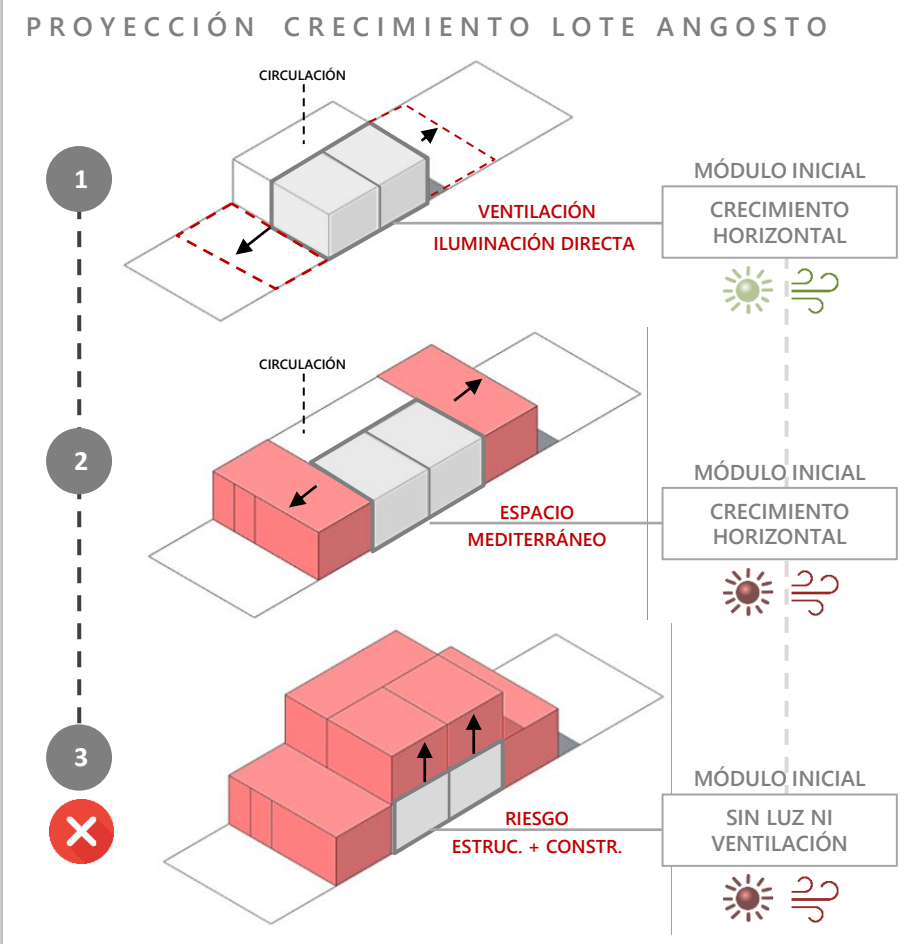 PROYECCIÓN CRECIMIENTO LOTE ANGOSTO
CIRCULACIÓN
1
VENTILACIÓN
ILUMINACIÓN DIRECTA
MÓDULO INICIAL
CRECIMIENTO
HORIZONTAL
CIRCULACIÓN
2
ESPACIO
MEDITERRÁNEO
MÓDULO INICIAL
CRECIMIENTO
HORIZONTAL
3
RIESGO
ESTRUC. + CONSTR.
MÓDULO INICIAL
SIN LUZ NI
VENTILACIÓN